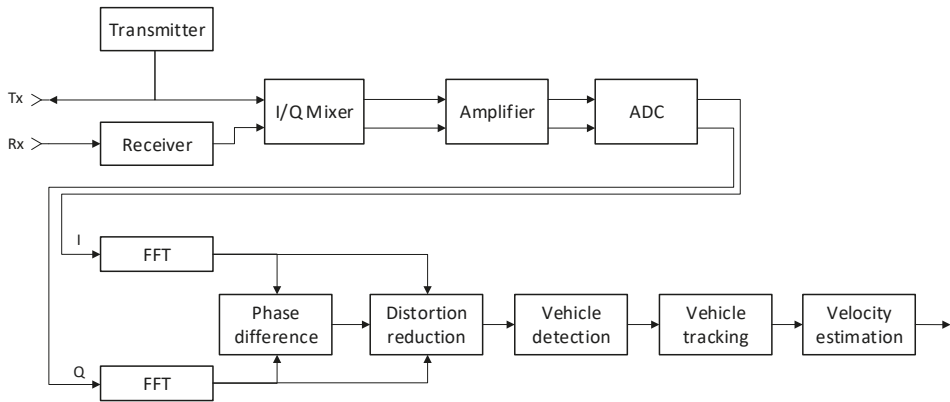 Transmitter
Tx
I/Q Mixer
Amplifier
ADC
Rx
Receiver
I
FFT
Phase
difference
Distortion
reduction
Vehicle
detection
Vehicle
tracking
Velocity
estimation
Q
FFT